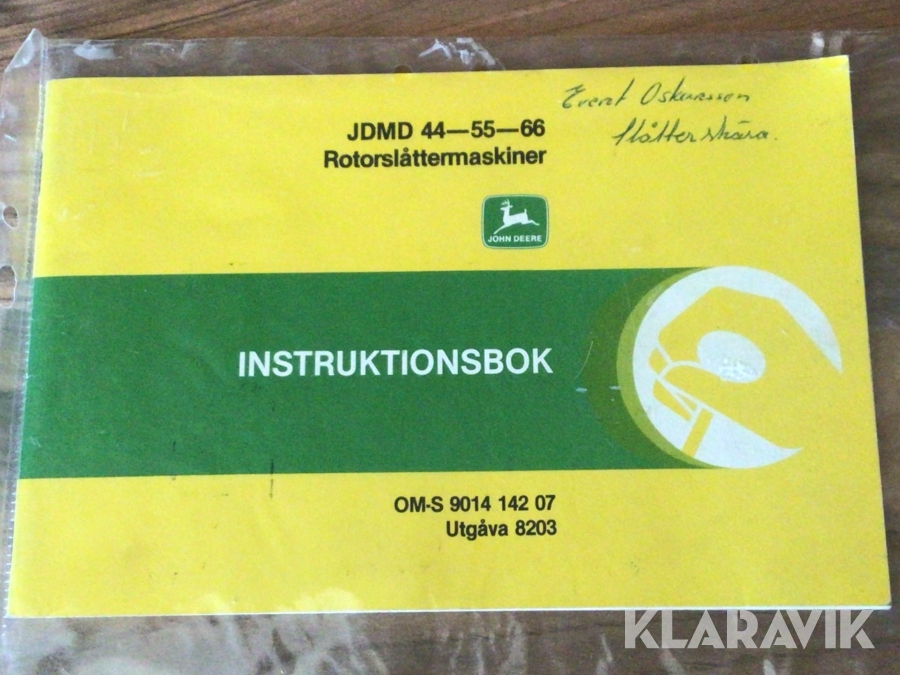 Evert Oskarsson
Slåtterskära.
JDMD 44—55—66
Rotorslåttermaskiner
JOHN DEERE
INSTRUKTIONSBOK
OM-S 9014 142 07
Utgåva 8203
KLARAVIK